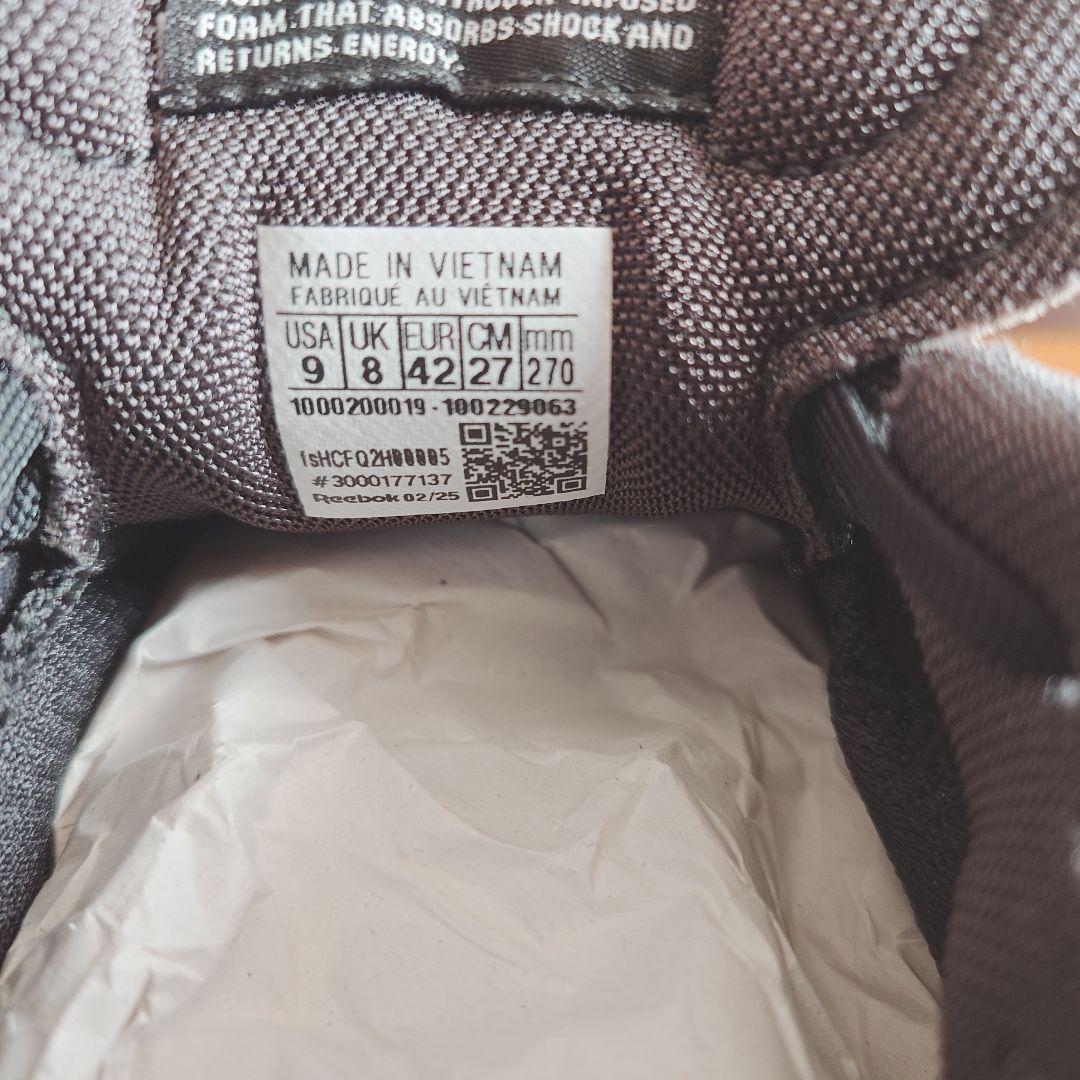 FOAM THAT ABSORBS SHOCK AND
RETURNS ENERGY.
MADE IN VIETNAM
FABRIQUÉ AU VIÉTNAM
USA UK EUR CM mm
9 8 42 27 270
1000200019 - 100229063
fsHCFQ2H00005
#3000177137
Reebok 02/25